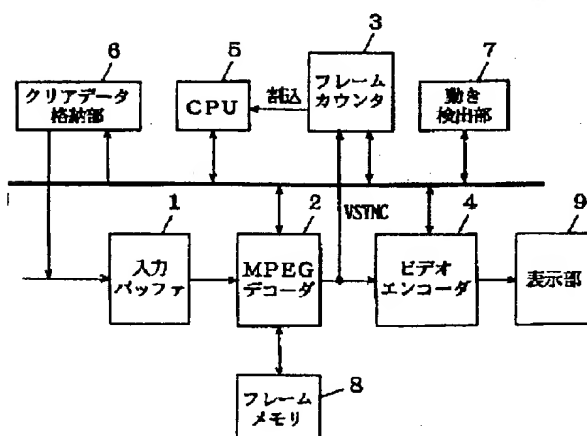 3
6
5
7
クリアデータ
格納部
CPU
割込
フレーム
カウンタ
動き
検出部
VSTNC
1
2
4
9
入力
バッファ
MPEG
デコーダ
ビデオ
エンコーダ
表示部
8
フレーム
メモリ